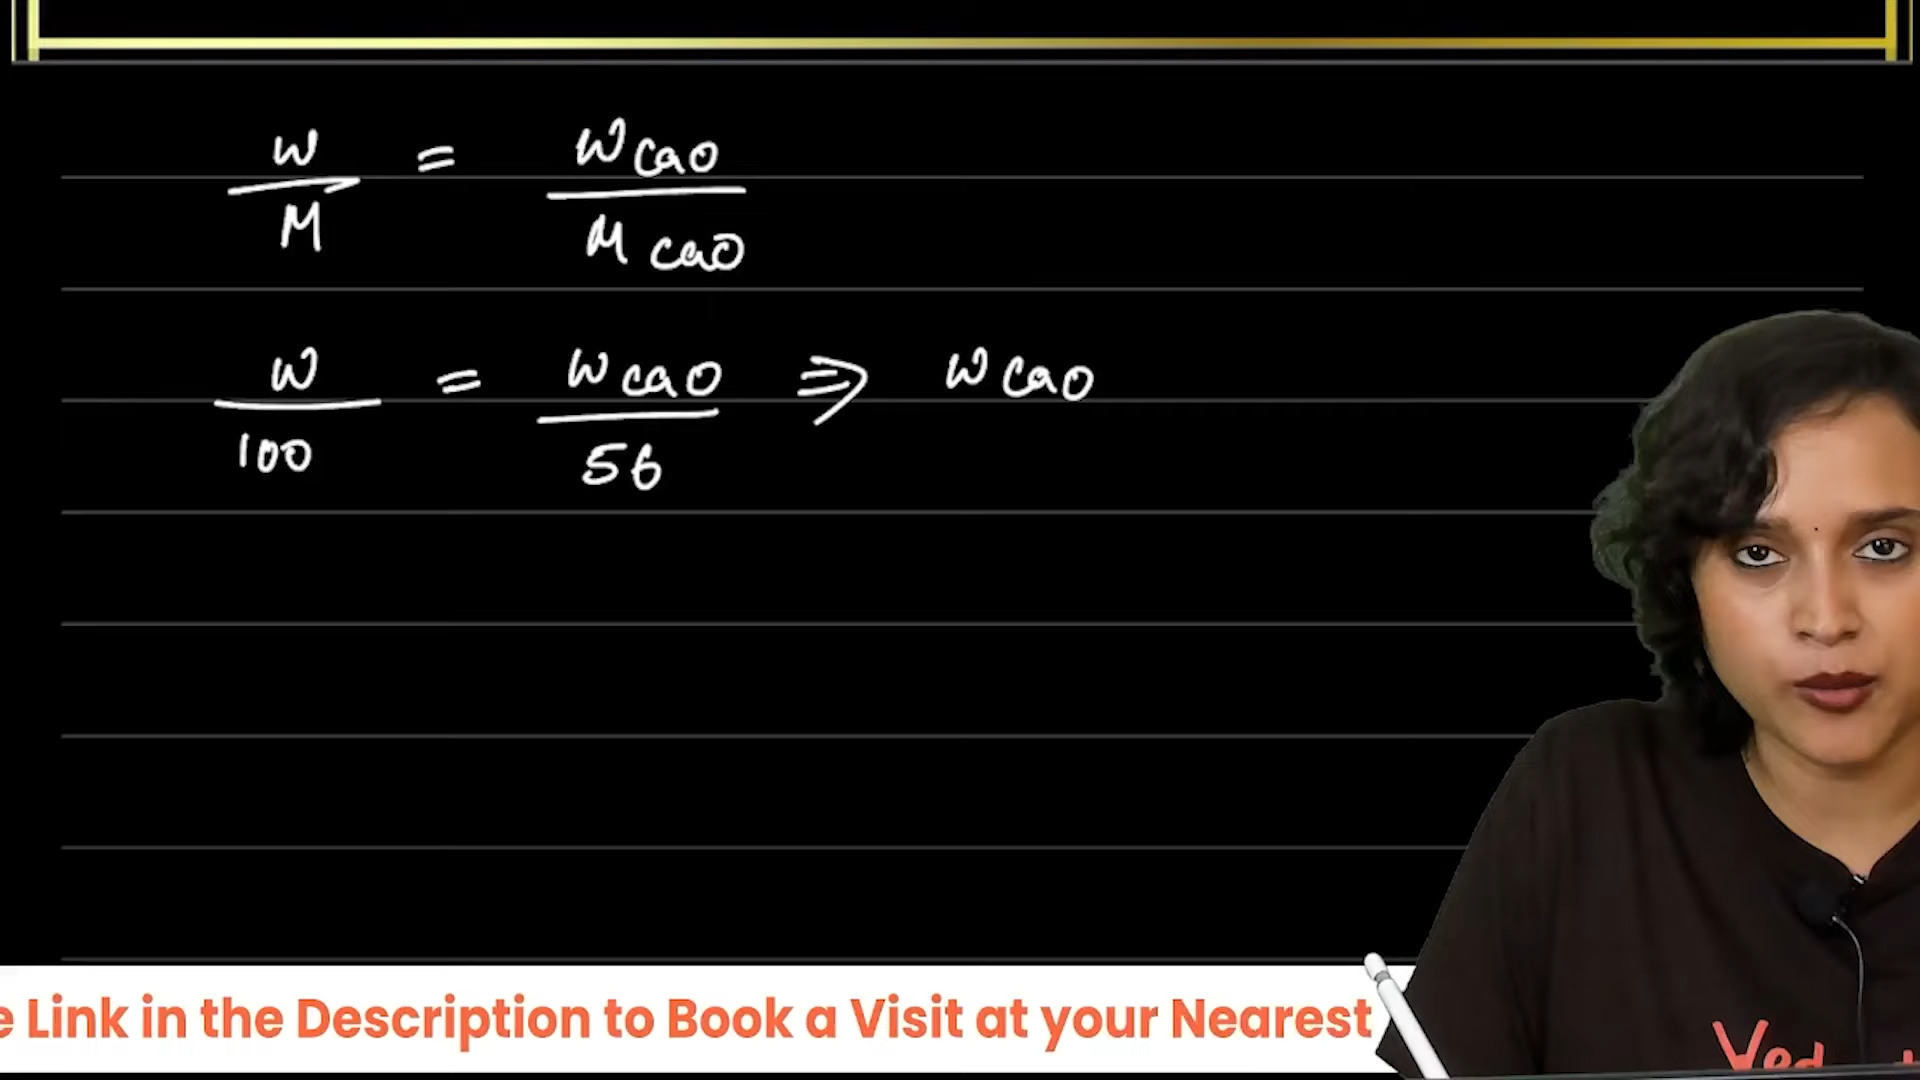 w = wcao
M Mcao
w = wcao ⇒ wcao
100 56
e Link in the Description to Book a Visit at your Nearest